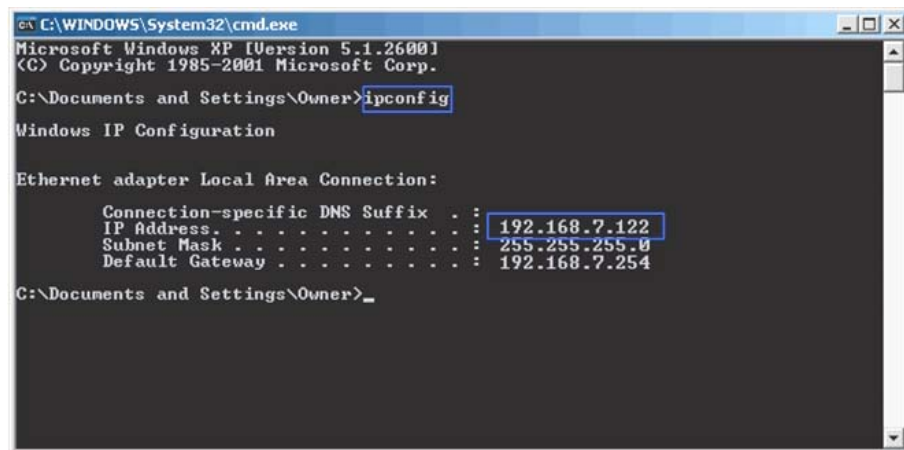 C:\WINDOWS\System32\cmd.exe
Microsoft Windows XP [Version 5.1.2600]
(C) Copyright 1985-2001 Microsoft Corp.
C:\Documents and Settings\Owner>ipconfig
Windows IP Configuration
Ethernet adapter Local Area Connection:
Connection-specific DNS Suffix . :
IP Address. . . . . . . . . . . . : 192.168.7.122
Subnet Mask . . . . . . . . . . . : 255.255.255.0
Default Gateway . . . . . . . . . : 192.168.7.254
C:\Documents and Settings\Owner>_